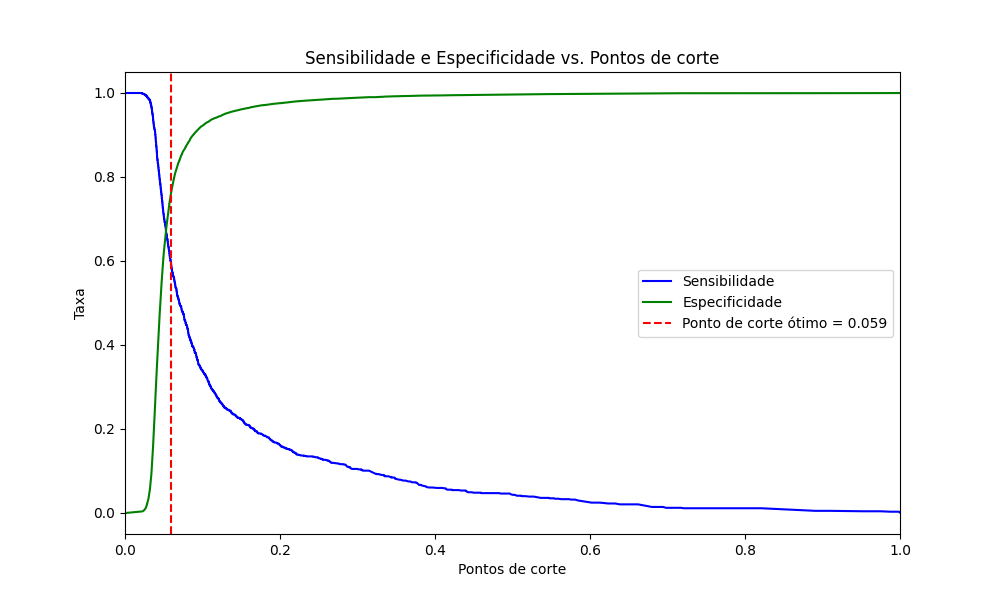 Sensibilidade e Especificidade vs. Pontos de corte
1.0
0.8
0.6
0.4
0.2
0.0
Taxa
Sensibilidade
Especificidade
Ponto de corte ótimo = 0.059
0.0 0.2 0.4 0.6 0.8 1.0
Pontos de corte